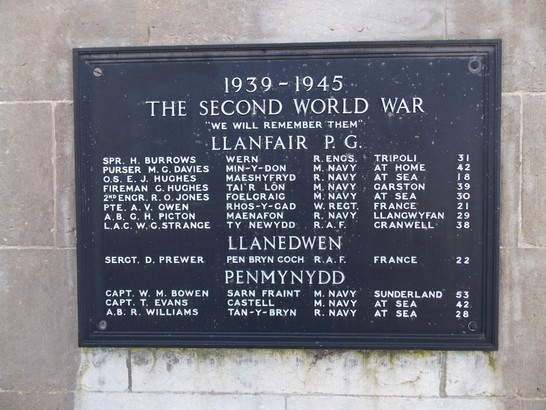 1939-1945
THE SECOND WORLD WAR
"WE WILL REMEMBER THEM"
LLANFAIR P.G.
SPR. H. BURROWS WERN R. ENGS. TRIPOLI 31
PURSER M.G. DAVIES MIN-Y-DON M. NAVY AT HOME 42
O.S. E. J. HUGHES MAESHYFRYD M. NAVY AT SEA 18
FIREMAN G. HUGHES TAI'R LÔN M. NAVY GARSTON 39
2ND ENGR. R. O. JONES FOELGRAIG M. NAVY AT SEA 30
PTE. A. V. OWEN RHOS-Y-GAD W. REGT. FRANCE 21
A.B. G. H. PICTON MAENAFON R. NAVY LLANGWYFAN 29
L.A.C. W. G. STRANGE TY NEWYDD R.A.F. CRANWELL 38
LLANEDWEN
SERGT. D. PREWER PEN BRYN COCH R.A.F. FRANCE 22
PENMYNYDD
CAPT. W. M. BOWEN SARN FRAINT M. NAVY SUNDERLAND 53
CAPT. T. EVANS CASTELL M. NAVY AT SEA 42
A.B. R. WILLIAMS TAN-Y-BRYN R. NAVY AT SEA 28